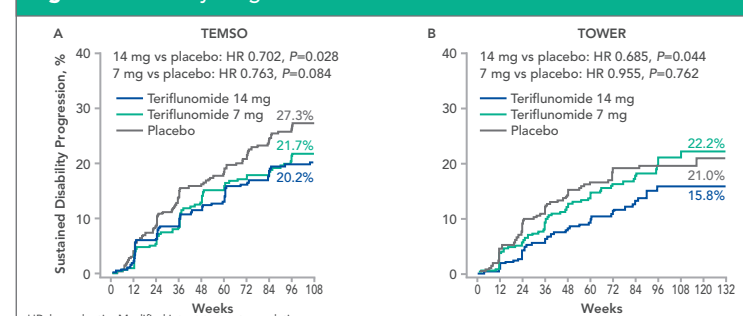 A
TEMSO
14 mg vs placebo: HR 0.702, P=0.028
7 mg vs placebo: HR 0.763, P=0.084
Teriflunomide 14 mg
Teriflunomide 7 mg
Placebo
27.3%
21.7%
20.2%
Sustained Disability Progression, %
40
30
20
10
0
0 12 24 36 48 60 72 84 96 108
Weeks
B
TOWER
14 mg vs placebo: HR 0.685, P=0.044
7 mg vs placebo: HR 0.955, P=0.762
Teriflunomide 14 mg
Teriflunomide 7 mg
Placebo
22.2%
21.0%
15.8%
40
30
20
10
0
0 12 24 36 48 60 72 84 96 108 120 132
Weeks